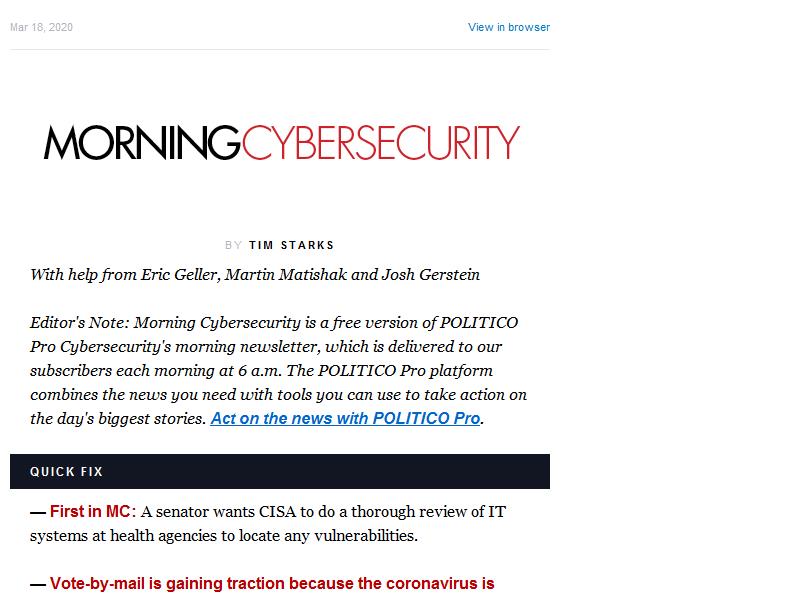 Mar 18, 2020
View in browser
MORNINGCYBERSECURITY
BY TIM STARKS
With help from Eric Geller, Martin Matishak and Josh Gerstein
Editor's Note: Morning Cybersecurity is a free version of POLITICO
Pro Cybersecurity's morning newsletter, which is delivered to our
subscribers each morning at 6 a.m. The POLITICO Pro platform
combines the news you need with tools you can use to take action on
the day's biggest stories. Act on the news with POLITICO Pro.
QUICK FIX
— First in MC: A senator wants CISA to do a thorough review of IT
systems at health agencies to locate any vulnerabilities.
— Vote-by-mail is gaining traction because the coronavirus is